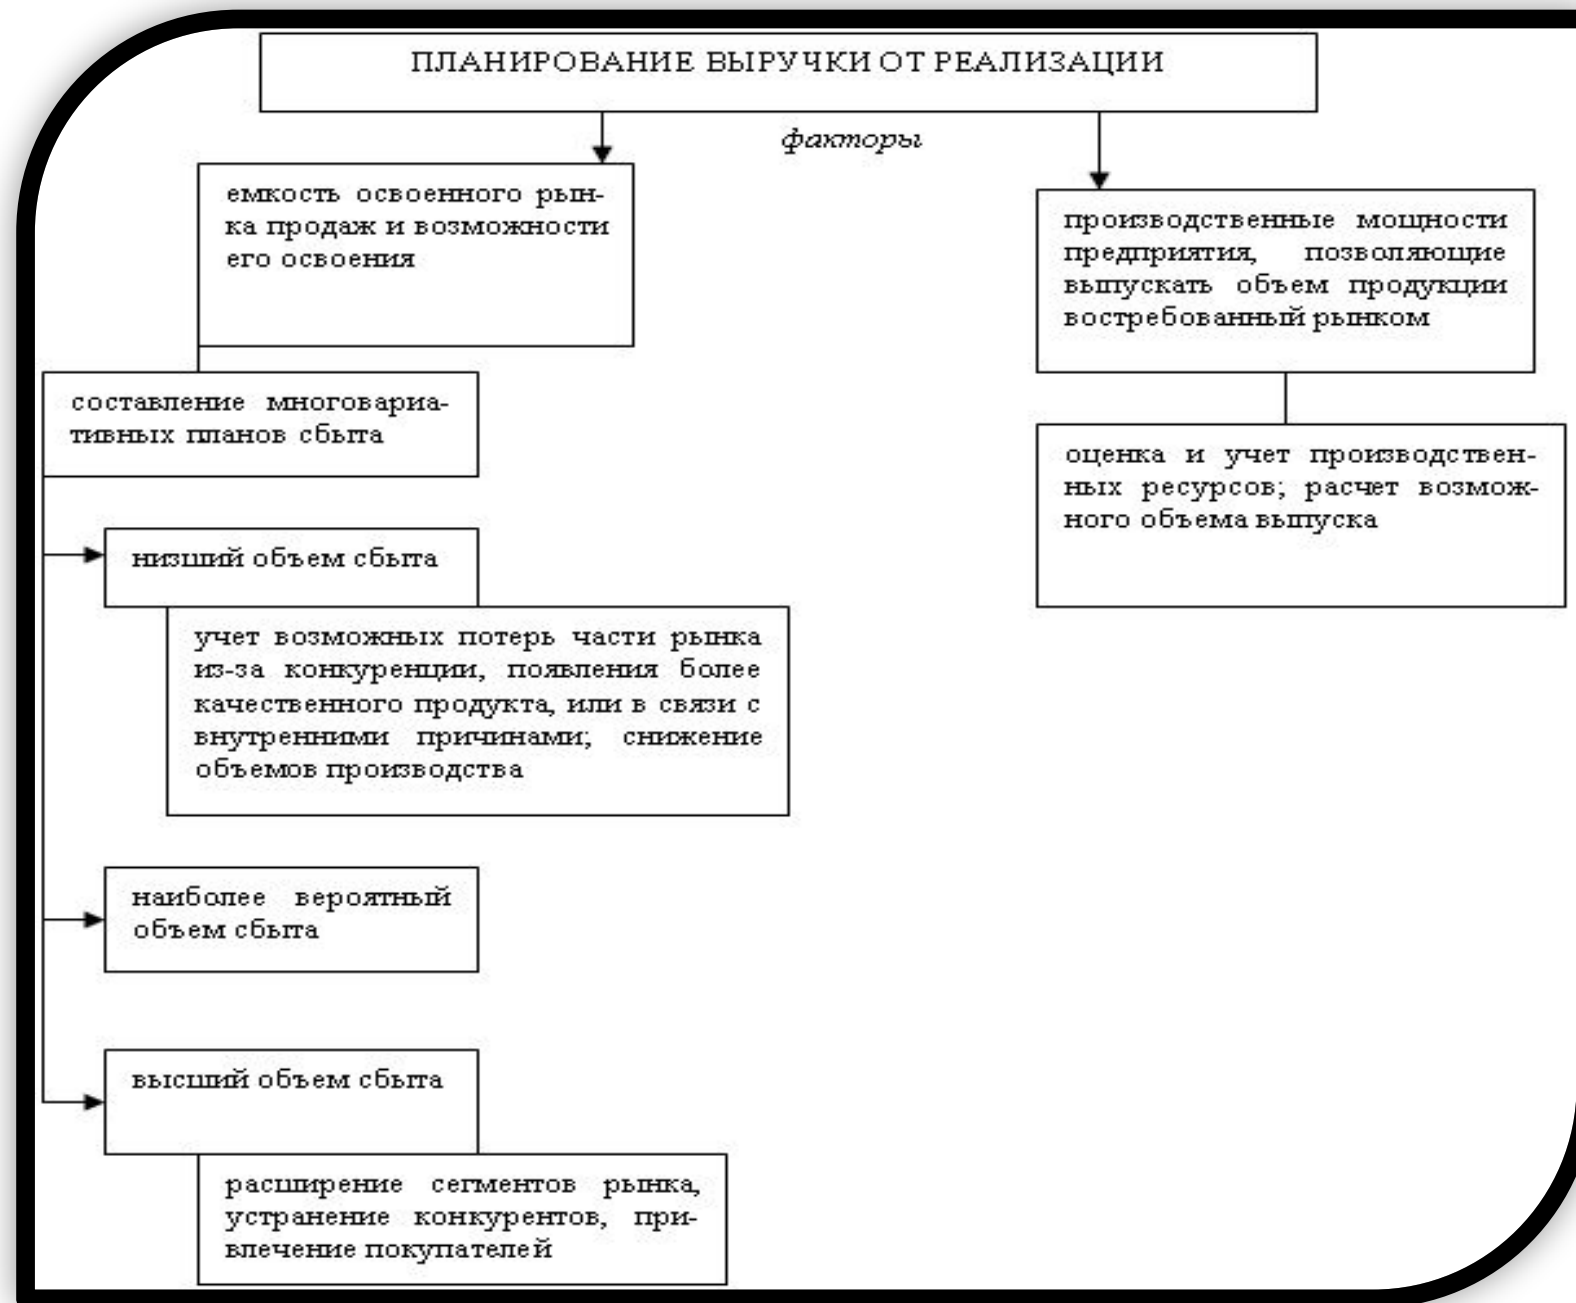 ПЛАНИРОВАНИЕ ВЫРУЧКИ ОТ РЕАЛИЗАЦИИ
факторы
емкость освоенного рын-
ка продаж и возможности
его освоения
производственные мощности
предприятия, позволяющие
выпускать объем продукции
востребованный рынком
составление многовариа-
тивных планов сбыта
оценка и учет производствен-
ных ресурсов; расчет возмож-
ного объема выпуска
низший объем сбыта
учет возможных потерь части рынка
из-за конкуренции, появления более
качественного продукта, или в связи с
внутренними причинами; снижение
объемов производства
наиболее вероятный
объем сбыта
высший объем сбыта
расширение сегментов рынка,
устранение конкурентов, при-
влечение покупателей